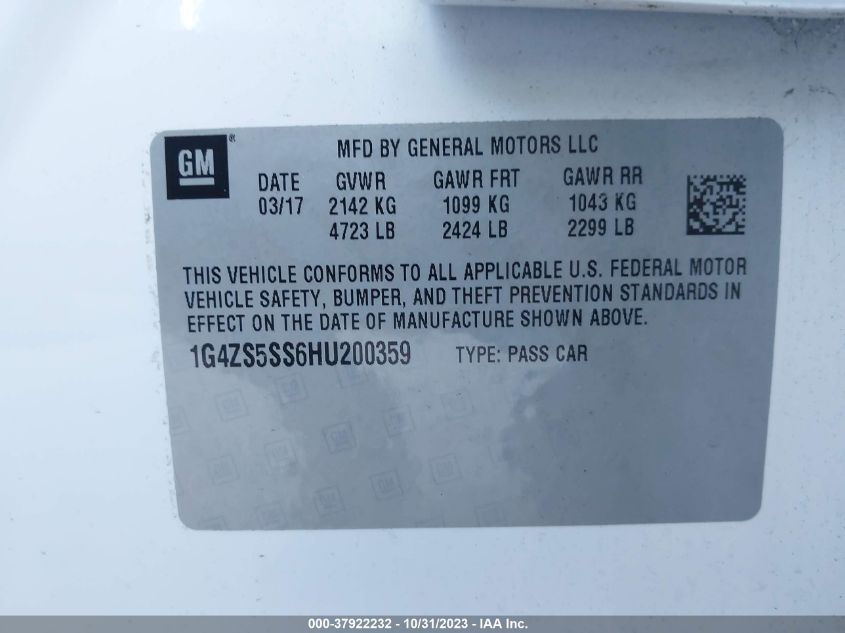 GM ®
MFD BY GENERAL MOTORS LLC
DATE GVWR GAWR FRT GAWR RR
03/17 2142 KG 1099 KG 1043 KG
4723 LB 2424 LB 2299 LB
THIS VEHICLE CONFORMS TO ALL APPLICABLE U.S. FEDERAL MOTOR
VEHICLE SAFETY, BUMPER, AND THEFT PREVENTION STANDARDS IN
EFFECT ON THE DATE OF MANUFACTURE SHOWN ABOVE.
1G4ZS5SS6HU200359 TYPE: PASS CAR
000-37922232 - 10/31/2023 - IAA Inc.